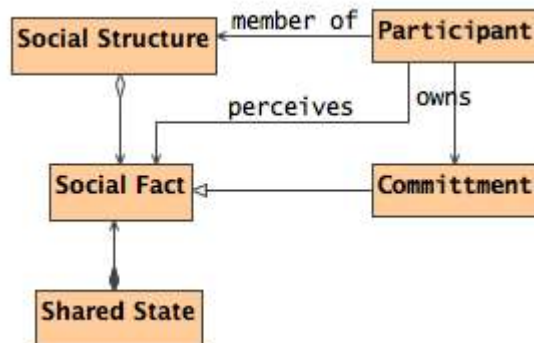 Social Structure
member of
Participant
perceives
owns
Social Fact
Committment
Shared State